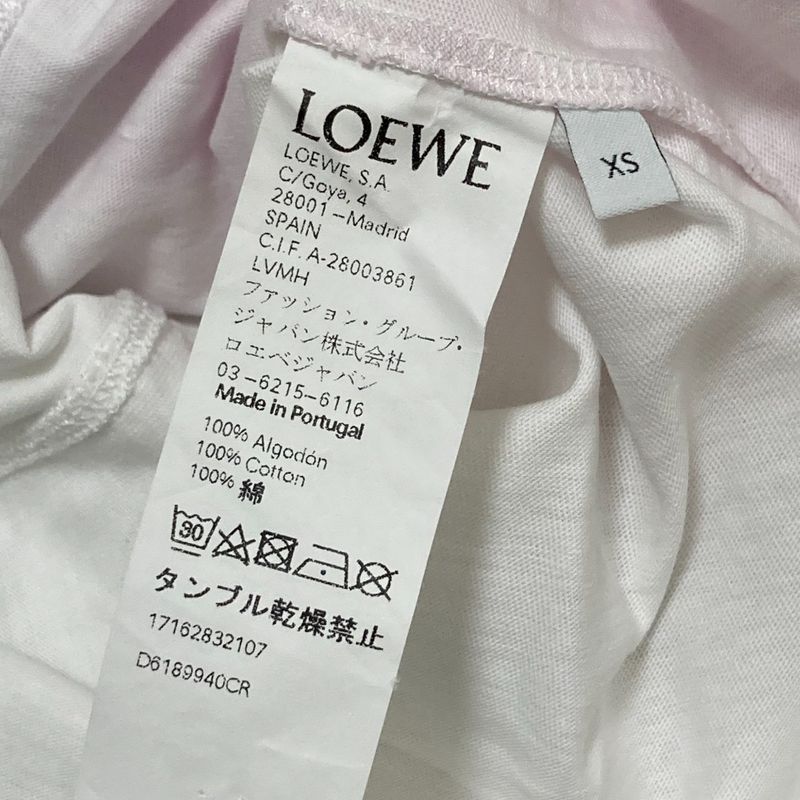 LOEWE
LOEWE, S.A.
C/Goya, 4
28001 – Madrid
SPAIN
C.I.F. A-28003861
LVMH
ファッション・グループ・
ジャパン株式会社
ロエベジャパン
03–6215–6116
Made in Portugal
100% Algodón
100% Cotton
100% 綿
30
タンブル乾燥禁止
17162832107
D6189940CR
XS